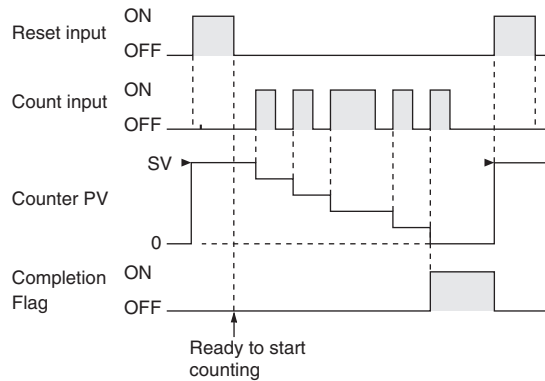 Reset input
ON
OFF
Count input
ON
OFF
Counter PV
SV
0
Completion
Flag
ON
OFF
Ready to start
counting